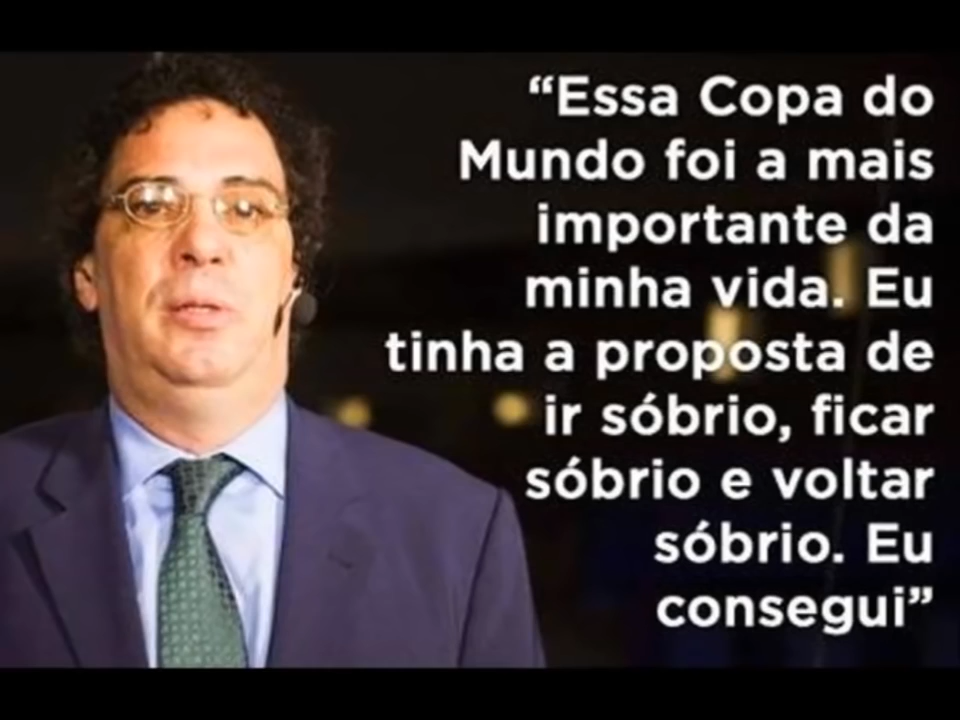 “Essa Copa do
Mundo foi a mais
importante da
minha vida. Eu
tinha a proposta de
ir sóbrio, ficar
sóbrio e voltar
sóbrio. Eu
consegui”